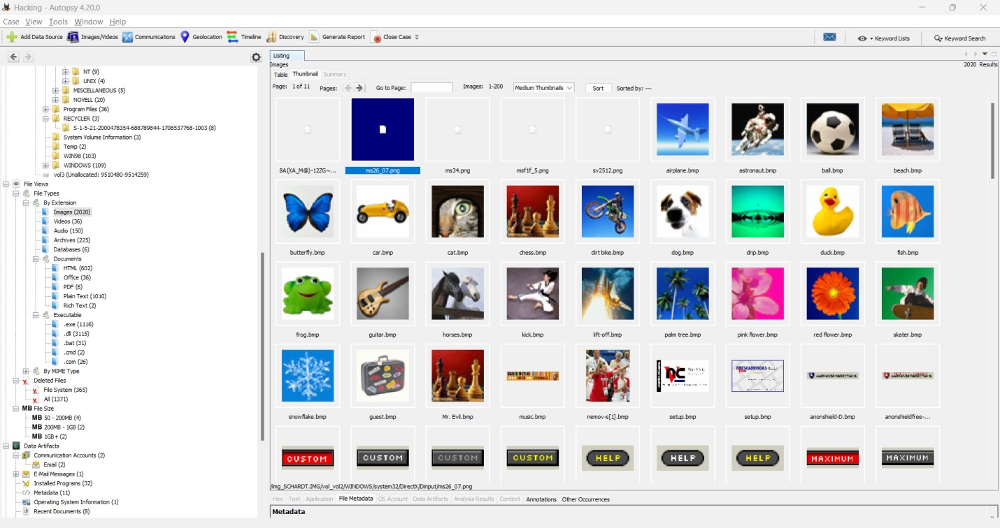 Hacking - Autopsy 4.20.0
Case View Tools Window Help
Add Data Source Images/Videos Communications Geolocation Timeline Discovery Generate Report Close Case Keyword Lists Keyword Search
NT (9)
UNIX (4)
MISCELLANEOUS (5)
NOVELL (20)
Program Files (36)
RECYCLER (3)
S-1-5-21-2000478354-688789844-1708537768-1003 (8)
System Volume Information (3)
Temp (2)
WIN98 (103)
WINDOWS (109)
vol3 (Unallocated: 9510480-9514259)
File Views
File Types
By Extension
Images (2020)
Videos (36)
Audio (150)
Archives (225)
Databases (6)
Documents
HTML (602)
Office (36)
PDF (6)
Plain Text (1010)
Rich Text (2)
Executable
.exe (1116)
.dll (3115)
.bat (31)
.cmd (2)
.com (26)
By MIME Type
Deleted Files
File System (365)
All (1371)
MB File Size
MB 50 - 200MB (4)
MB 200MB - 1GB (2)
MB 1GB+ (2)
Data Artifacts
Communication Accounts (2)
Email (2)
E-Mail Messages (1)
Installed Programs (32)
Metadata (11)
Operating System Information (1)
Recent Documents (8)
Listing
Images 2020 Results
Table Thumbnail Summary
Page: 1 of 11 Pages: Go to Page: Images: 1-200 Medium Thumbnails Sort Sorted by: ---
8A{XA_M@}-12ZG~... ms26_07.png ms34.png msf1f_5.png sv2512.png airplane.bmp astronaut.bmp ball.bmp beach.bmp
butterfly.bmp car.bmp cat.bmp chess.bmp dirt bike.bmp dog.bmp drip.bmp duck.bmp fish.bmp
frog.bmp guitar.bmp horses.bmp kick.bmp lift-off.bmp palm tree.bmp pink flower.bmp red flower.bmp skater.bmp
snowflake.bmp guest.bmp Mr. Evil.bmp music.bmp nemov-s[1].bmp setup.bmp setup.bmp anonshield-D.bmp anonshieldfree-...
CUSTOM CUSTOM CUSTOM CUSTOM HELP HELP HELP MAXIMUM MAXIMUM
/img_SCHARDT.IMG/vol_vol2/WINDOWS/system32/DirectX/Dinput/ms26_07.png
Hex Text Application File Metadata OS Account Data Artifacts Analysis Results Context Annotations Other Occurrences
Metadata